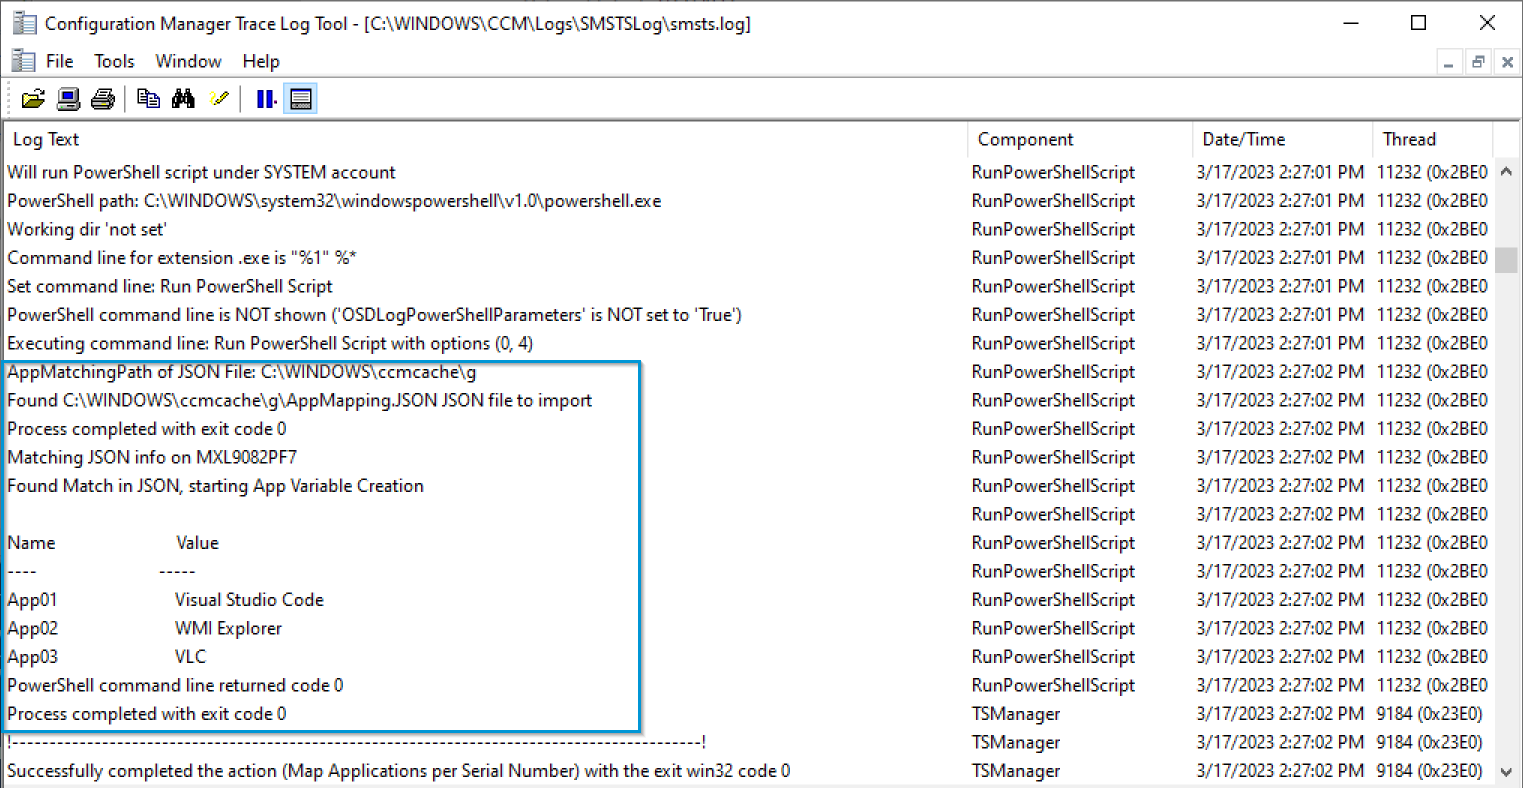 Configuration Manager Trace Log Tool - [C:\WINDOWS\CCM\Logs\SMSTSLog\smsts.log]
File Tools Window Help
Log Text Component Date/Time Thread
Will run PowerShell script under SYSTEM account RunPowerShellScript 3/17/2023 2:27:01 PM 11232 (0x2BE0
PowerShell path: C:\WINDOWS\system32\windowspowershell\v1.0\powershell.exe RunPowerShellScript 3/17/2023 2:27:01 PM 11232 (0x2BE0
Working dir 'not set' RunPowerShellScript 3/17/2023 2:27:01 PM 11232 (0x2BE0
Command line for extension .exe is "%1" %* RunPowerShellScript 3/17/2023 2:27:01 PM 11232 (0x2BE0
Set command line: Run PowerShell Script RunPowerShellScript 3/17/2023 2:27:01 PM 11232 (0x2BE0
PowerShell command line is NOT shown ('OSDLogPowerShellParameters' is NOT set to 'True') RunPowerShellScript 3/17/2023 2:27:01 PM 11232 (0x2BE0
Executing command line: Run PowerShell Script with options (0, 4) RunPowerShellScript 3/17/2023 2:27:01 PM 11232 (0x2BE0
AppMatchingPath of JSON File: C:\WINDOWS\ccmcache\g RunPowerShellScript 3/17/2023 2:27:02 PM 11232 (0x2BE0
Found C:\WINDOWS\ccmcache\g\AppMapping.JSON JSON file to import RunPowerShellScript 3/17/2023 2:27:02 PM 11232 (0x2BE0
Process completed with exit code 0 RunPowerShellScript 3/17/2023 2:27:02 PM 11232 (0x2BE0
Matching JSON info on MXL9082PF7 RunPowerShellScript 3/17/2023 2:27:02 PM 11232 (0x2BE0
Found Match in JSON, starting App Variable Creation RunPowerShellScript 3/17/2023 2:27:02 PM 11232 (0x2BE0
RunPowerShellScript 3/17/2023 2:27:02 PM 11232 (0x2BE0
Name Value RunPowerShellScript 3/17/2023 2:27:02 PM 11232 (0x2BE0
---- ----- RunPowerShellScript 3/17/2023 2:27:02 PM 11232 (0x2BE0
App01 Visual Studio Code RunPowerShellScript 3/17/2023 2:27:02 PM 11232 (0x2BE0
App02 WMI Explorer RunPowerShellScript 3/17/2023 2:27:02 PM 11232 (0x2BE0
App03 VLC RunPowerShellScript 3/17/2023 2:27:02 PM 11232 (0x2BE0
PowerShell command line returned code 0 RunPowerShellScript 3/17/2023 2:27:02 PM 11232 (0x2BE0
Process completed with exit code 0 TSManager 3/17/2023 2:27:02 PM 9184 (0x23E0)
!--------------------------------------------------------------------------------------------! TSManager 3/17/2023 2:27:02 PM 9184 (0x23E0)
Successfully completed the action (Map Applications per Serial Number) with the exit win32 code 0 TSManager 3/17/2023 2:27:02 PM 9184 (0x23E0)